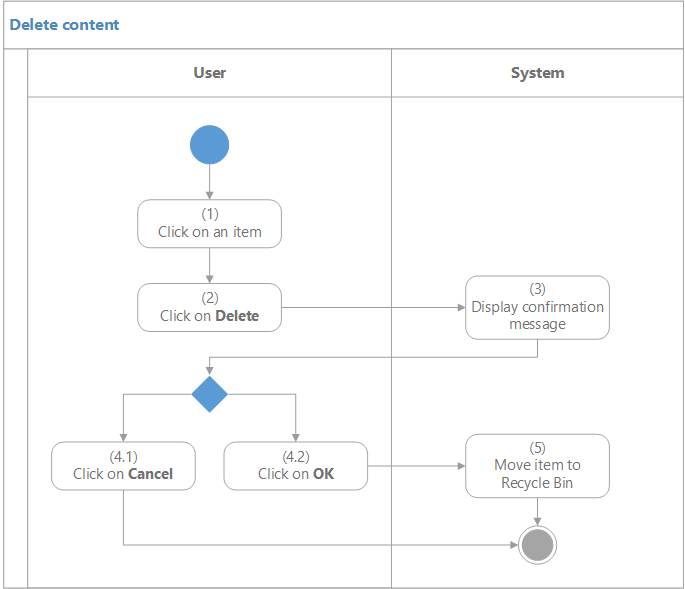 Delete content
User
System
(1)
Click on an item
(2)
Click on Delete
(3)
Display confirmation
message
(4.1)
Click on Cancel
(4.2)
Click on OK
(5)
Move item to
Recycle Bin